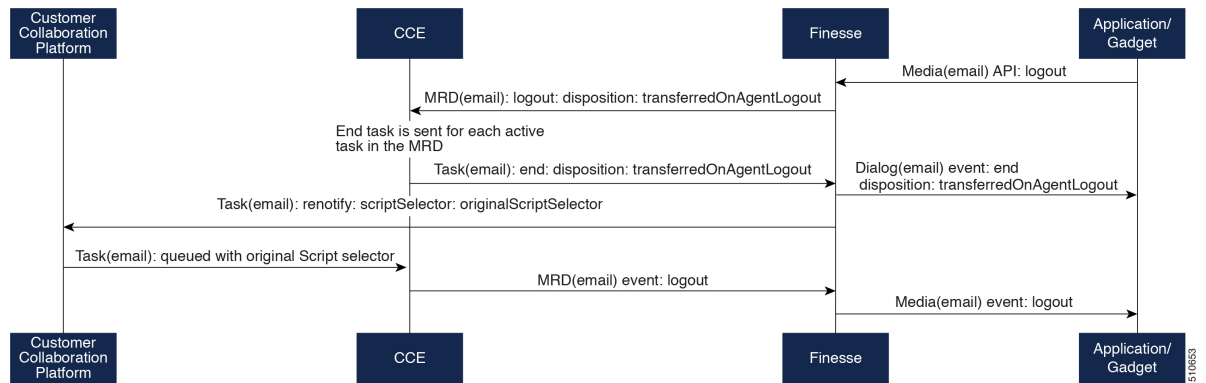 Customer
Collaboration
Platform
CCE
Finesse
Application/
Gadget
Media(email) API: logout
MRD(email): logout: disposition: transferredOnAgentLogout
End task is sent for each active
task in the MRD
Task(email): end: disposition: transferredOnAgentLogout
Dialog(email) event: end
disposition: transferredOnAgentLogout
Task(email): renotify: scriptSelector: originalScriptSelector
Task(email): queued with original Script selector
MRD(email) event: logout
Media(email) event: logout
Customer
Collaboration
Platform
CCE
Finesse
Application/
Gadget
510653